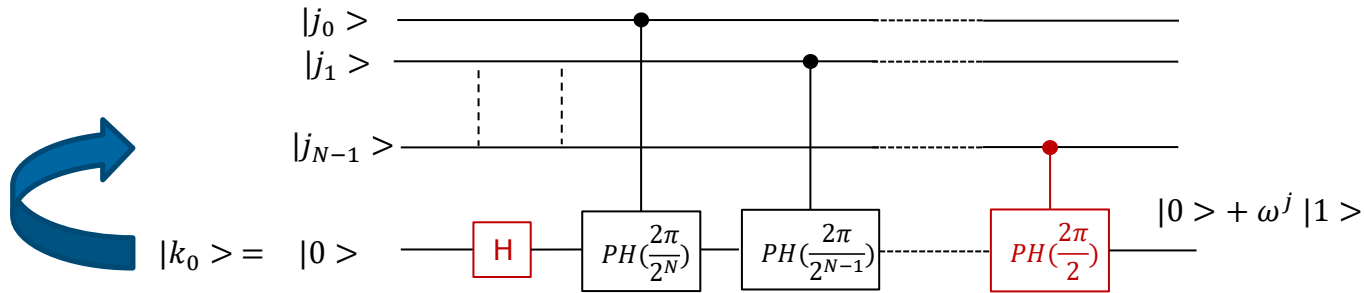 |j₀ >
|j₁ >
|j_{N−1} >
|k₀ > = |0 > H PH(2π/2^N) PH(2π/2^{N−1}) PH(2π/2) |0 > + ω^j |1 >